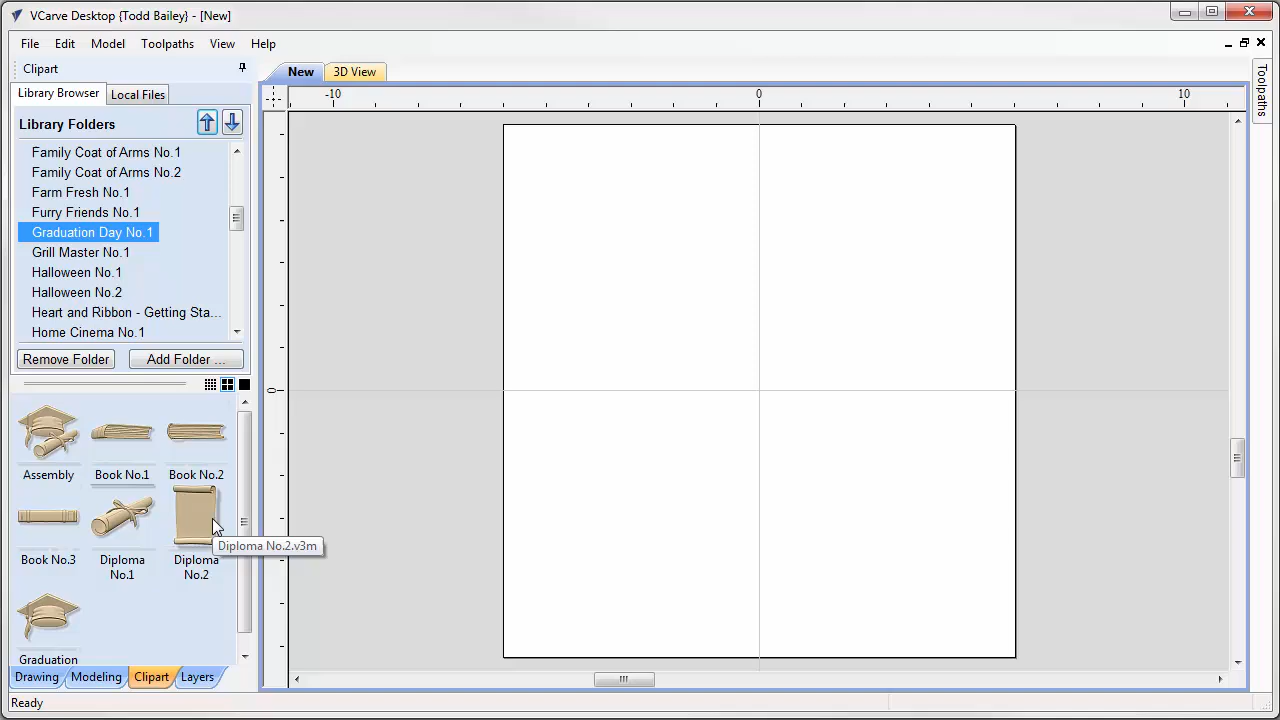 VCarve Desktop {Todd Bailey} - [New]
File Edit Model Toolpaths View Help
Clipart
Library Browser Local Files
Library Folders
Family Coat of Arms No.1
Family Coat of Arms No.2
Farm Fresh No.1
Furry Friends No.1
Graduation Day No.1
Grill Master No.1
Halloween No.1
Halloween No.2
Heart and Ribbon - Getting Sta...
Home Cinema No.1
Remove Folder Add Folder ...
Assembly Book No.1 Book No.2
Book No.3 Diploma No.1 Diploma No.2
Diploma No.2.v3m
Graduation
Drawing Modeling Clipart Layers
Ready
New 3D View
-10 0 10
0
Toolpaths